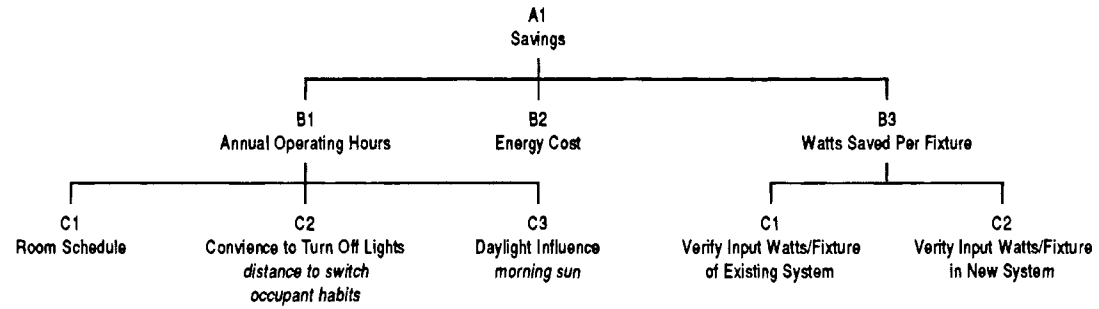 A1
Savings
B1
Annual Operating Hours
B2
Energy Cost
B3
Watts Saved Per Fixture
C1
Room Schedule
C2
Convience to Turn Off Lights
distance to switch
occupant habits
C3
Daylight Influence
morning sun
C1
Verify Input Watts/Fixture
of Existing System
C2
Verity Input Watts/Fixture
in New System